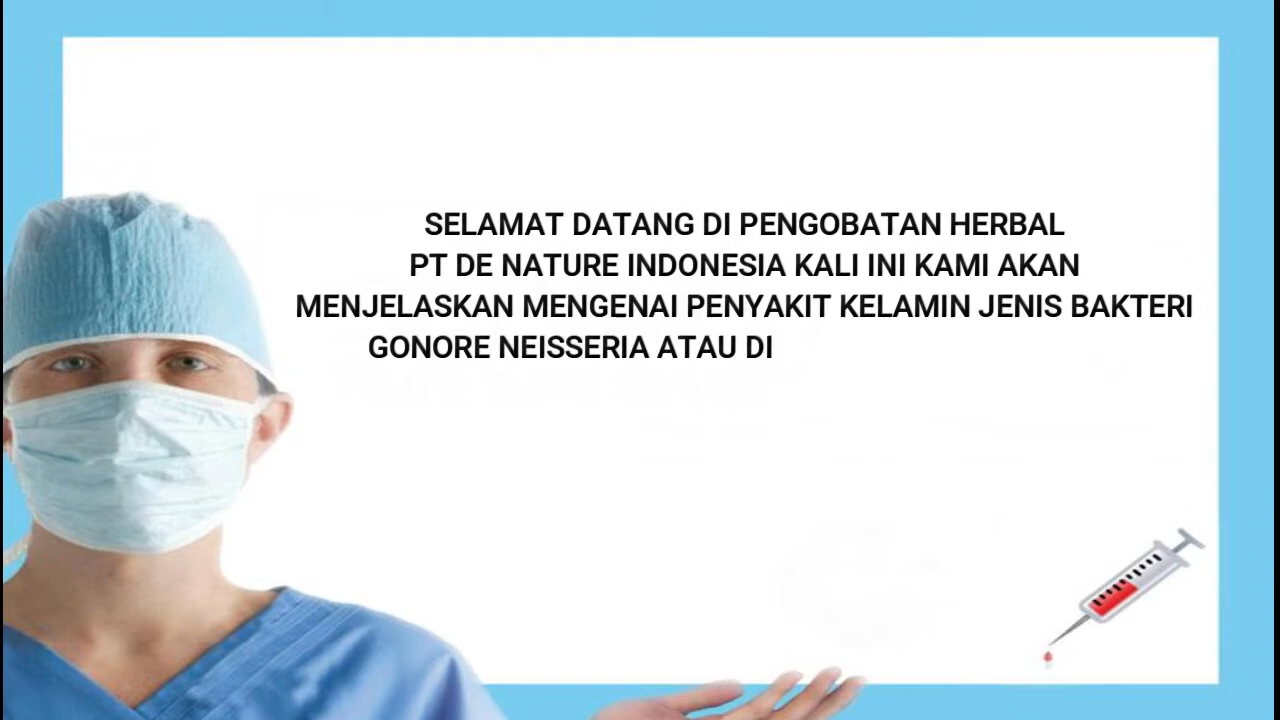 SELAMAT DATANG DI PENGOBATAN HERBAL
PT DE NATURE INDONESIA KALI INI KAMI AKAN
MENJELASKAN MENGENAI PENYAKIT KELAMIN JENIS BAKTERI
GONORE NEISSERIA ATAU DI